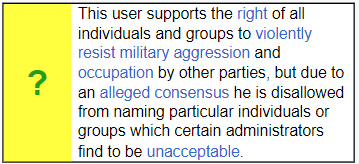 ?
This user supports the right of all
individuals and groups to violently
resist military aggression and
occupation by other parties, but due to
an alleged consensus he is disallowed
from naming particular individuals or
groups which certain administrators
find to be unacceptable.